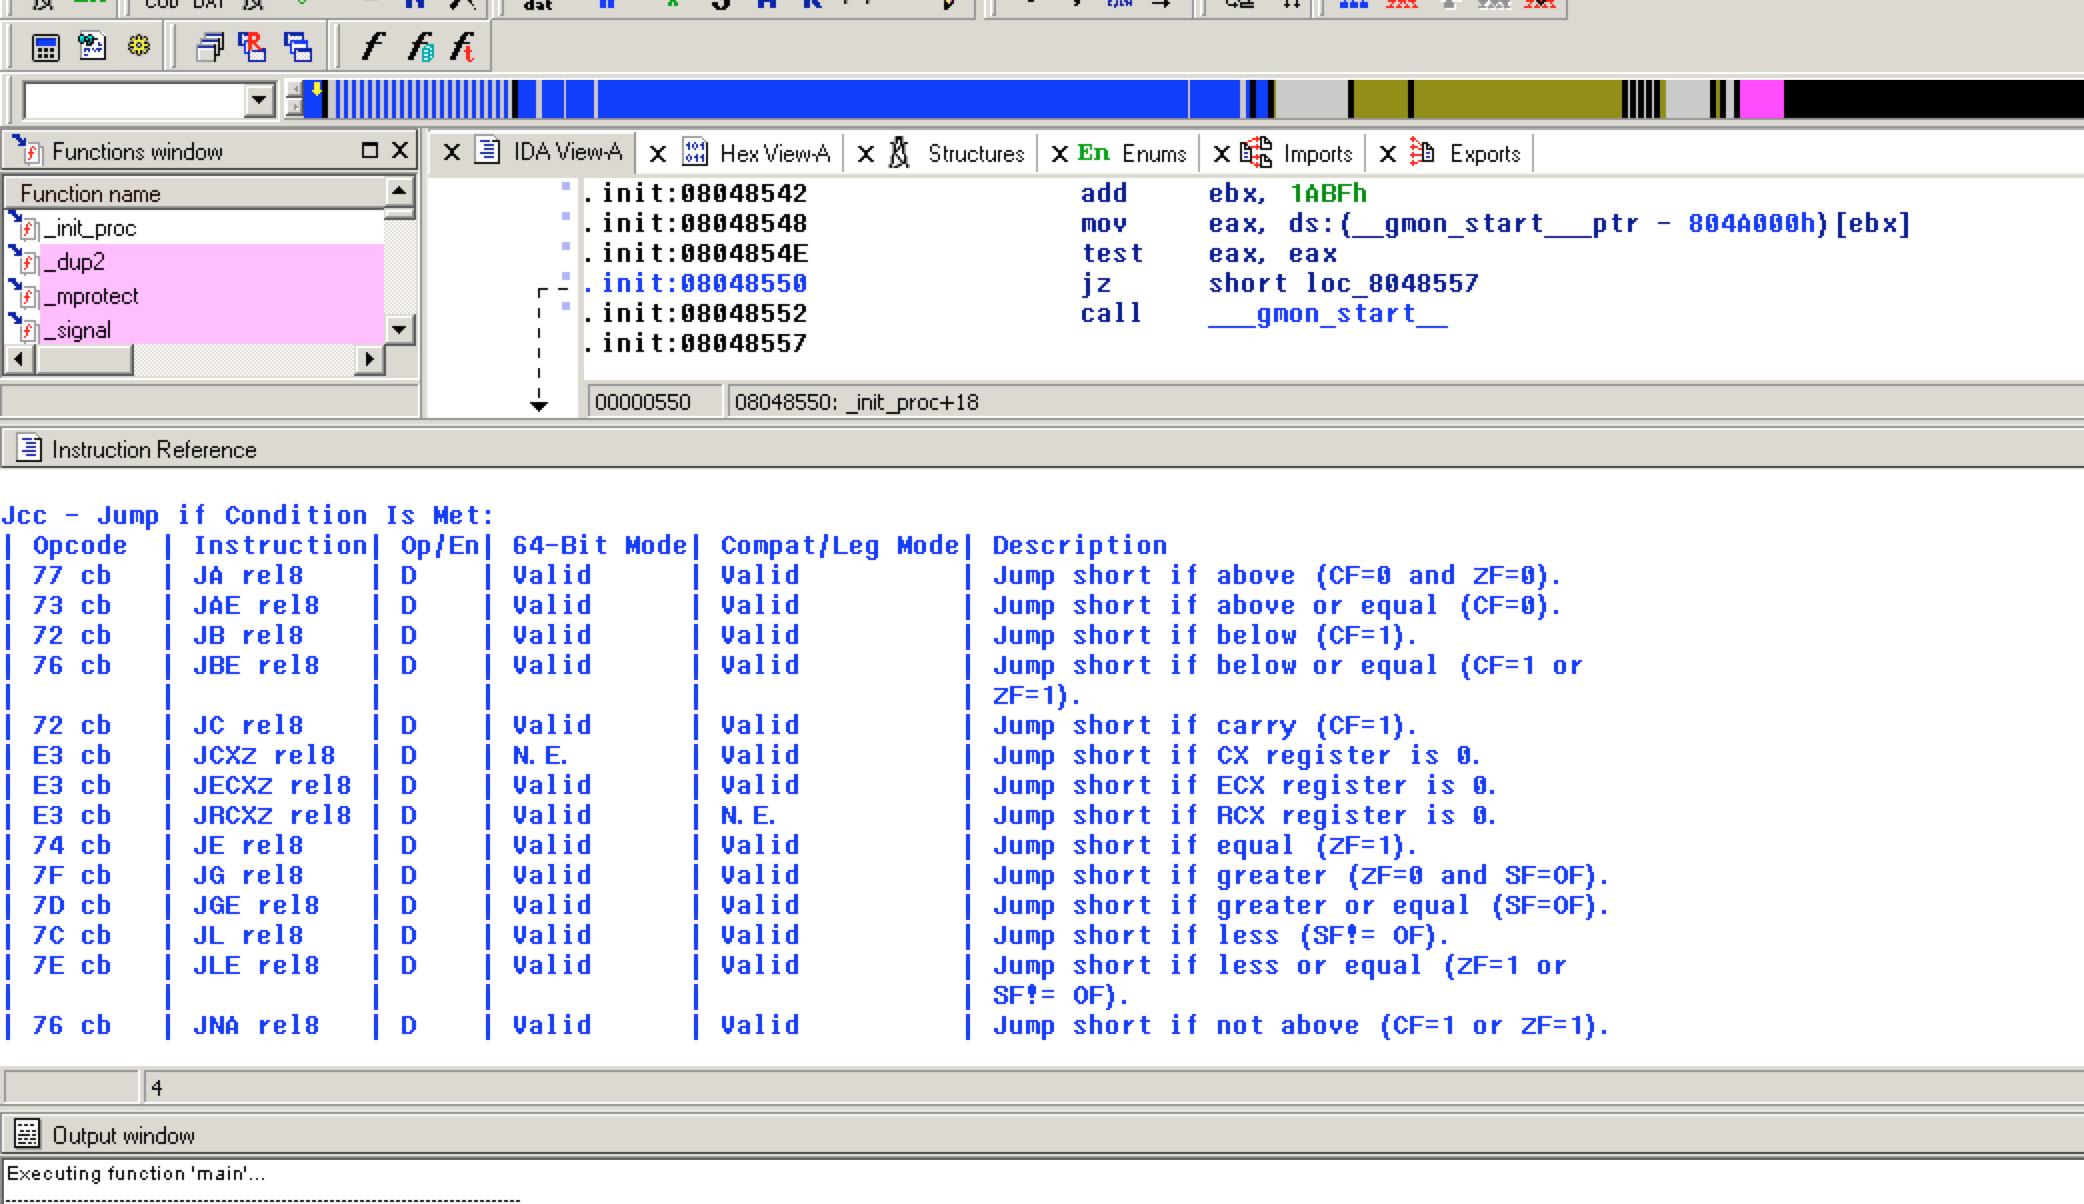 Functions window
IDA View-A
Hex View-A
Structures
En Enums
Imports
Exports
Function name
_init_proc
_dup2
_mprotect
_signal
.init:08048542 add ebx, 1ABFh
.init:08048548 mov eax, ds:(__gmon_start___ptr - 804A000h)[ebx]
.init:0804854E test eax, eax
.init:08048550 jz short loc_8048557
.init:08048552 call ___gmon_start__
.init:08048557
00000550 08048550: _init_proc+18
Instruction Reference
Jcc - Jump if Condition Is Met:
| Opcode | Instruction| Op/En| 64-Bit Mode| Compat/Leg Mode| Description
| 77 cb | JA rel8 | D | Valid | Valid | Jump short if above (CF=0 and ZF=0).
| 73 cb | JAE rel8 | D | Valid | Valid | Jump short if above or equal (CF=0).
| 72 cb | JB rel8 | D | Valid | Valid | Jump short if below (CF=1).
| 76 cb | JBE rel8 | D | Valid | Valid | Jump short if below or equal (CF=1 or
| | | | | | ZF=1).
| 72 cb | JC rel8 | D | Valid | Valid | Jump short if carry (CF=1).
| E3 cb | JCXZ rel8 | D | N.E. | Valid | Jump short if CX register is 0.
| E3 cb | JECXZ rel8 | D | Valid | Valid | Jump short if ECX register is 0.
| E3 cb | JRCXZ rel8 | D | Valid | N.E. | Jump short if RCX register is 0.
| 74 cb | JE rel8 | D | Valid | Valid | Jump short if equal (ZF=1).
| 7F cb | JG rel8 | D | Valid | Valid | Jump short if greater (ZF=0 and SF=OF).
| 7D cb | JGE rel8 | D | Valid | Valid | Jump short if greater or equal (SF=OF).
| 7C cb | JL rel8 | D | Valid | Valid | Jump short if less (SF!= OF).
| 7E cb | JLE rel8 | D | Valid | Valid | Jump short if less or equal (ZF=1 or
| | | | | | SF!= OF).
| 76 cb | JNA rel8 | D | Valid | Valid | Jump short if not above (CF=1 or ZF=1).
4
Output window
Executing function 'main'...